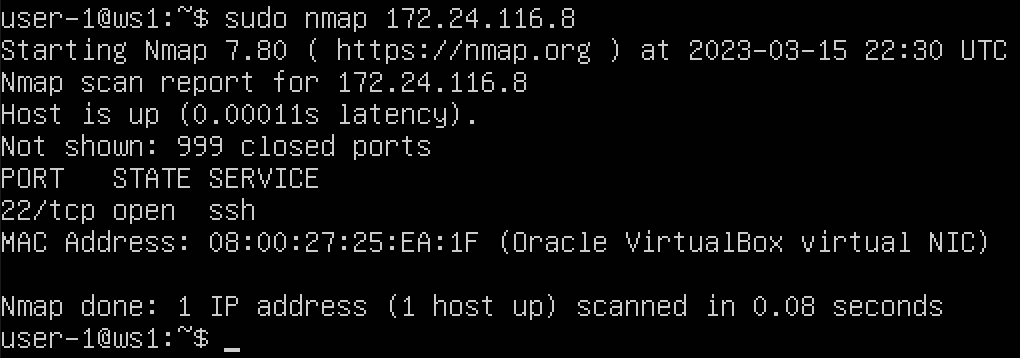 user-1@ws1:~$ sudo nmap 172.24.116.8
Starting Nmap 7.80 ( https://nmap.org ) at 2023-03-15 22:30 UTC
Nmap scan report for 172.24.116.8
Host is up (0.00011s latency).
Not shown: 999 closed ports
PORT   STATE SERVICE
22/tcp open  ssh
MAC Address: 08:00:27:25:EA:1F (Oracle VirtualBox virtual NIC)

Nmap done: 1 IP address (1 host up) scanned in 0.08 seconds
user-1@ws1:~$ _